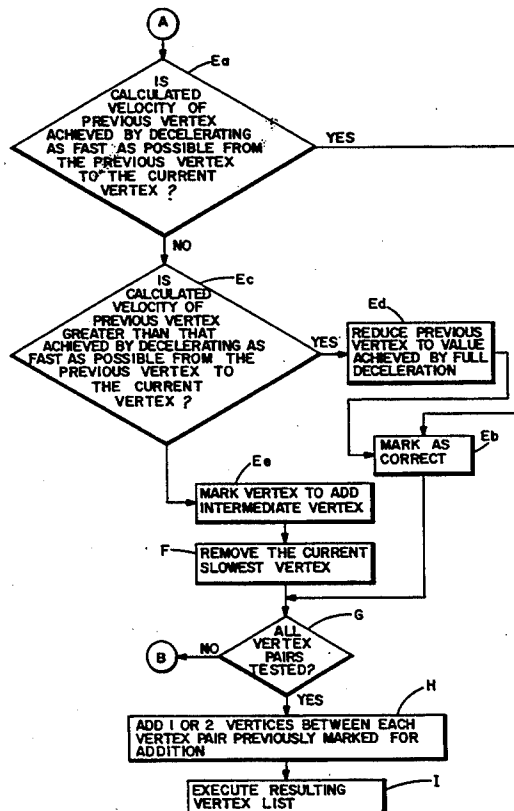 A
Ea
IS
CALCULATED
VELOCITY OF
PREVIOUS VERTEX
ACHIEVED BY DECELERATING
AS FAST AS POSSIBLE FROM
THE PREVIOUS VERTEX
TO THE CURRENT
VERTEX ?
YES
NO
Ec
IS
CALCULATED
VELOCITY OF
PREVIOUS VERTEX
GREATER THAN THAT
ACHIEVED BY DECELERATING AS
FAST AS POSSIBLE FROM THE
PREVIOUS VERTEX TO
THE CURRENT
VERTEX ?
YES
Ed
REDUCE PREVIOUS
VERTEX TO VALUE
ACHIEVED BY FULL
DECELERATION
MARK AS
CORRECT
Eb
Ee
MARK VERTEX TO ADD
INTERMEDIATE VERTEX
F
REMOVE THE CURRENT
SLOWEST VERTEX
G
ALL
VERTEX
PAIRS
TESTED?
NO
B
YES
H
ADD 1 OR 2 VERTICES BETWEEN EACH
VERTEX PAIR PREVIOUSLY MARKED FOR
ADDITION
I
EXECUTE RESULTING
VERTEX LIST